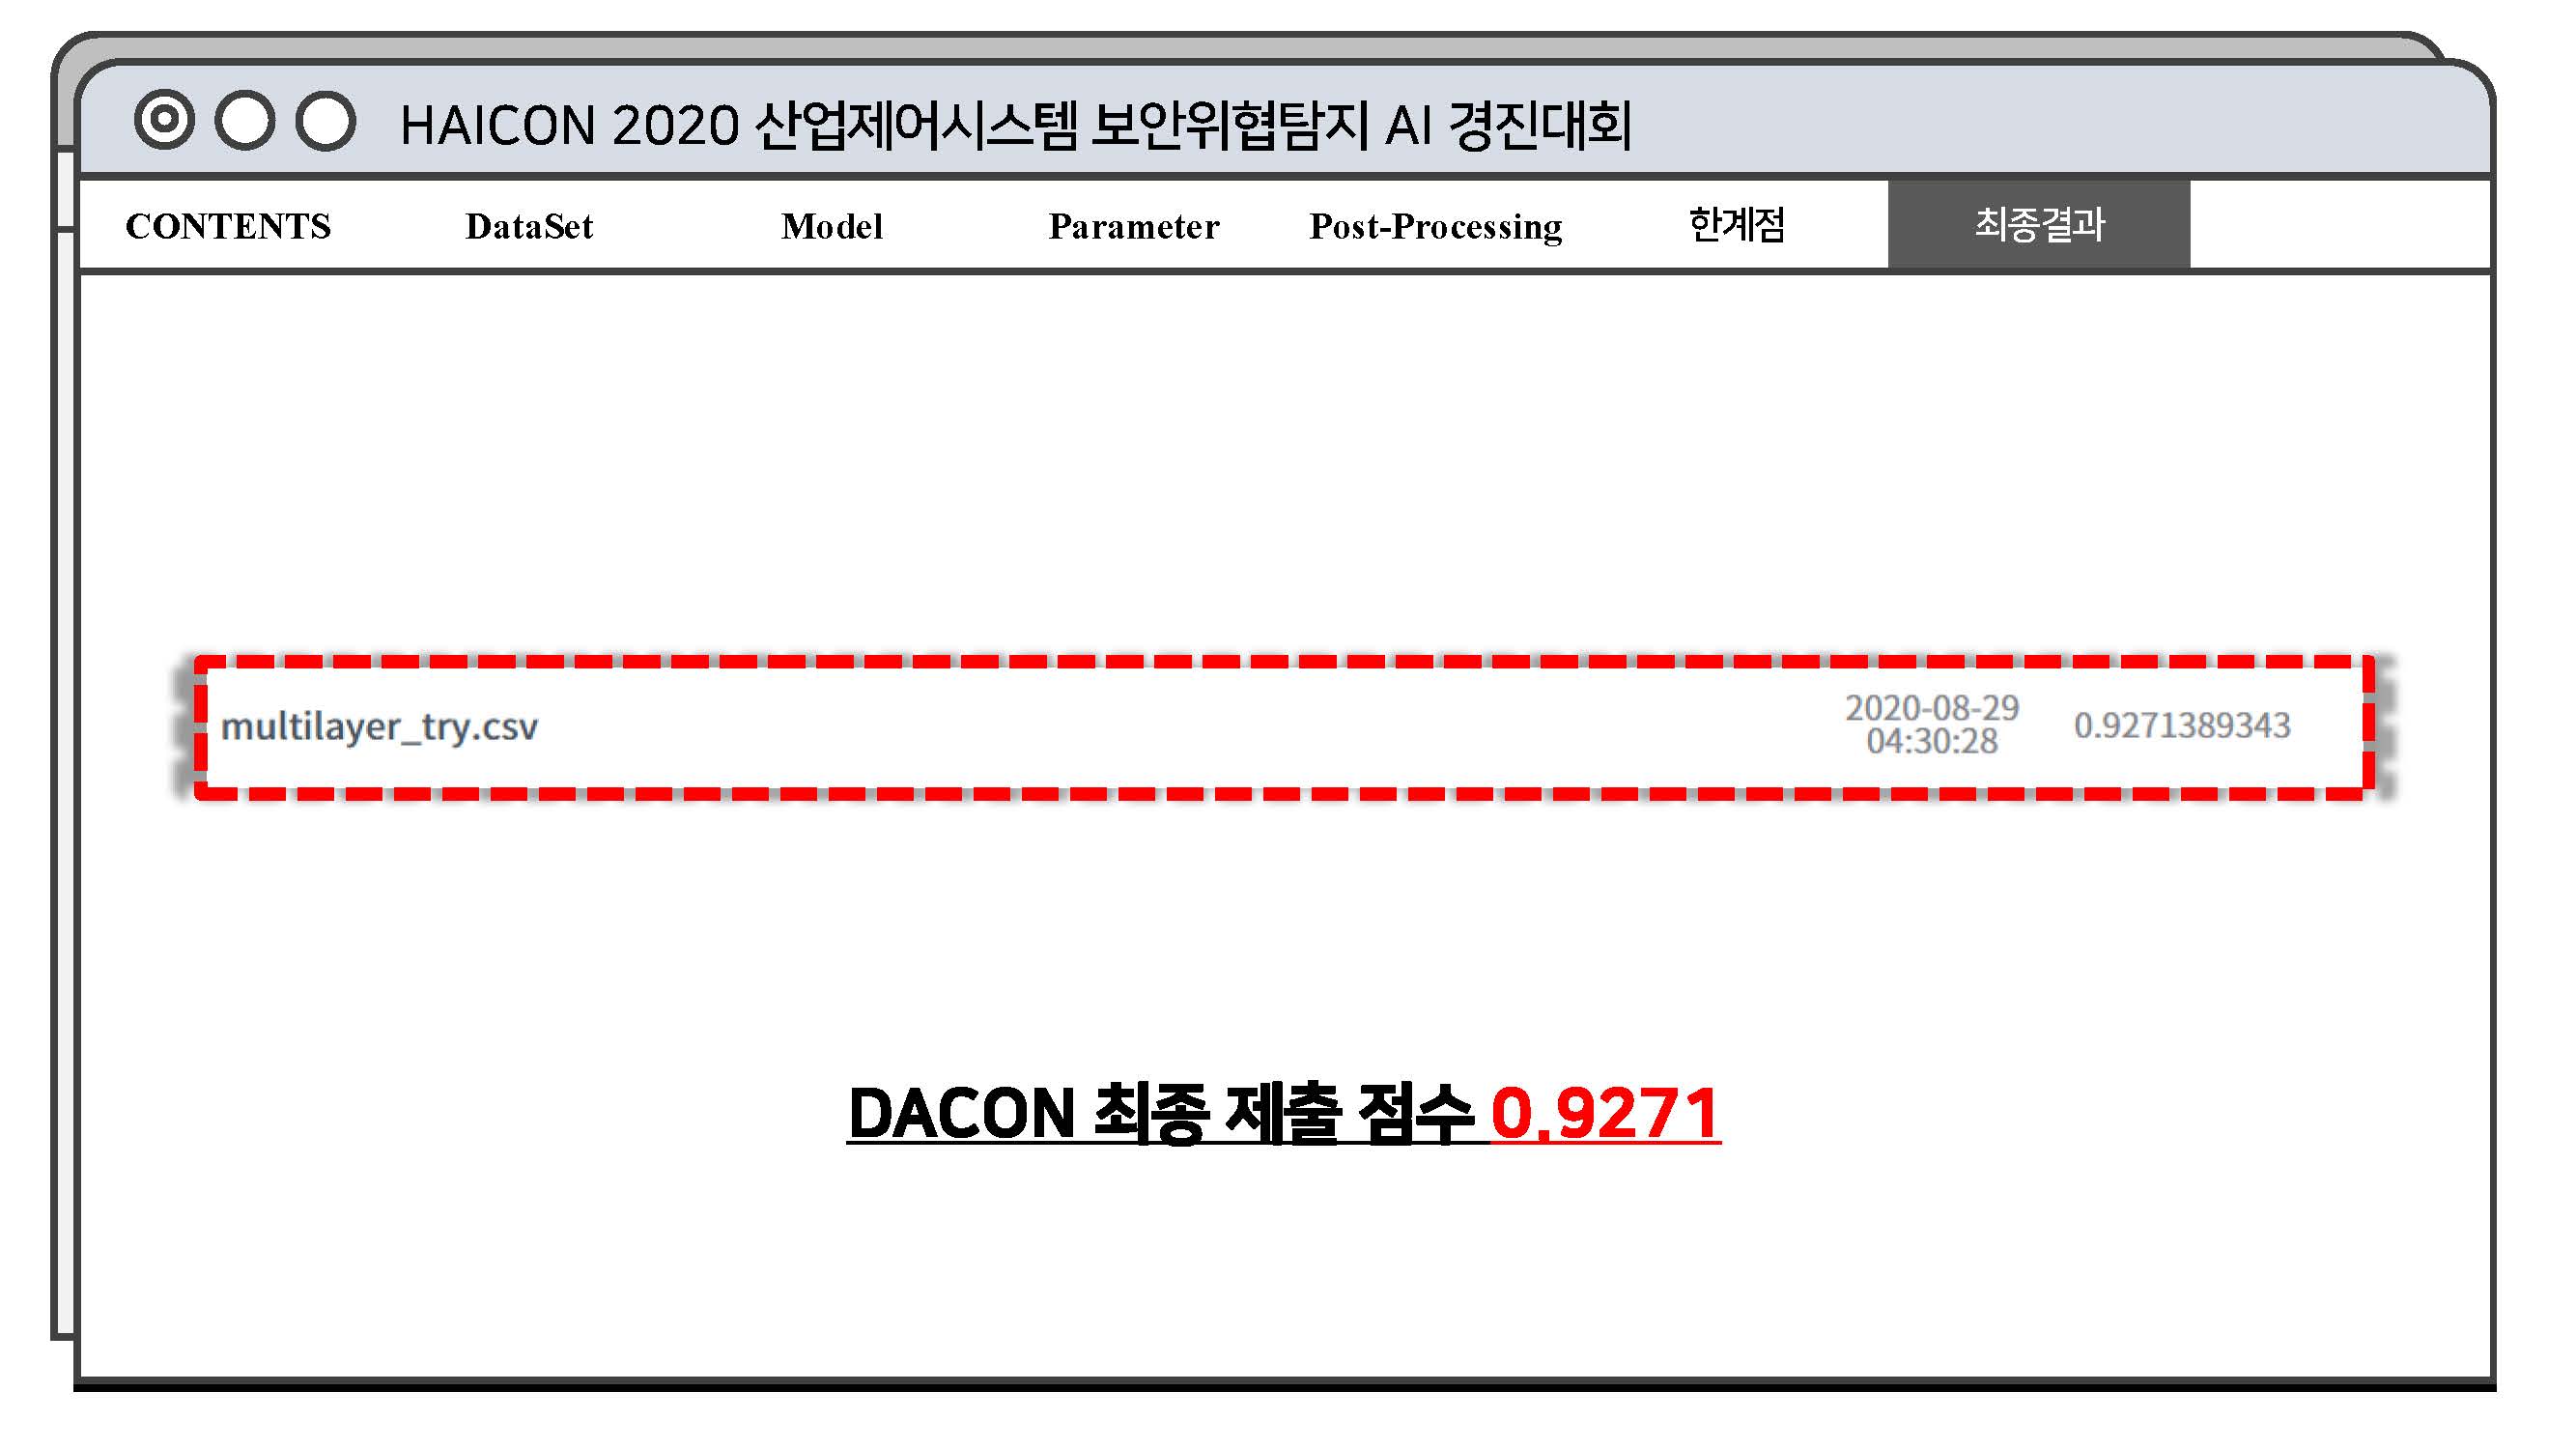 HAICON 2020 산업제어시스템 보안위협탐지 AI 경진대회
CONTENTS DataSet Model Parameter Post-Processing 한계점 최종결과
multilayer_try.csv 2020-08-29 04:30:28 0.9271389343
DACON 최종 제출 점수 0.9271